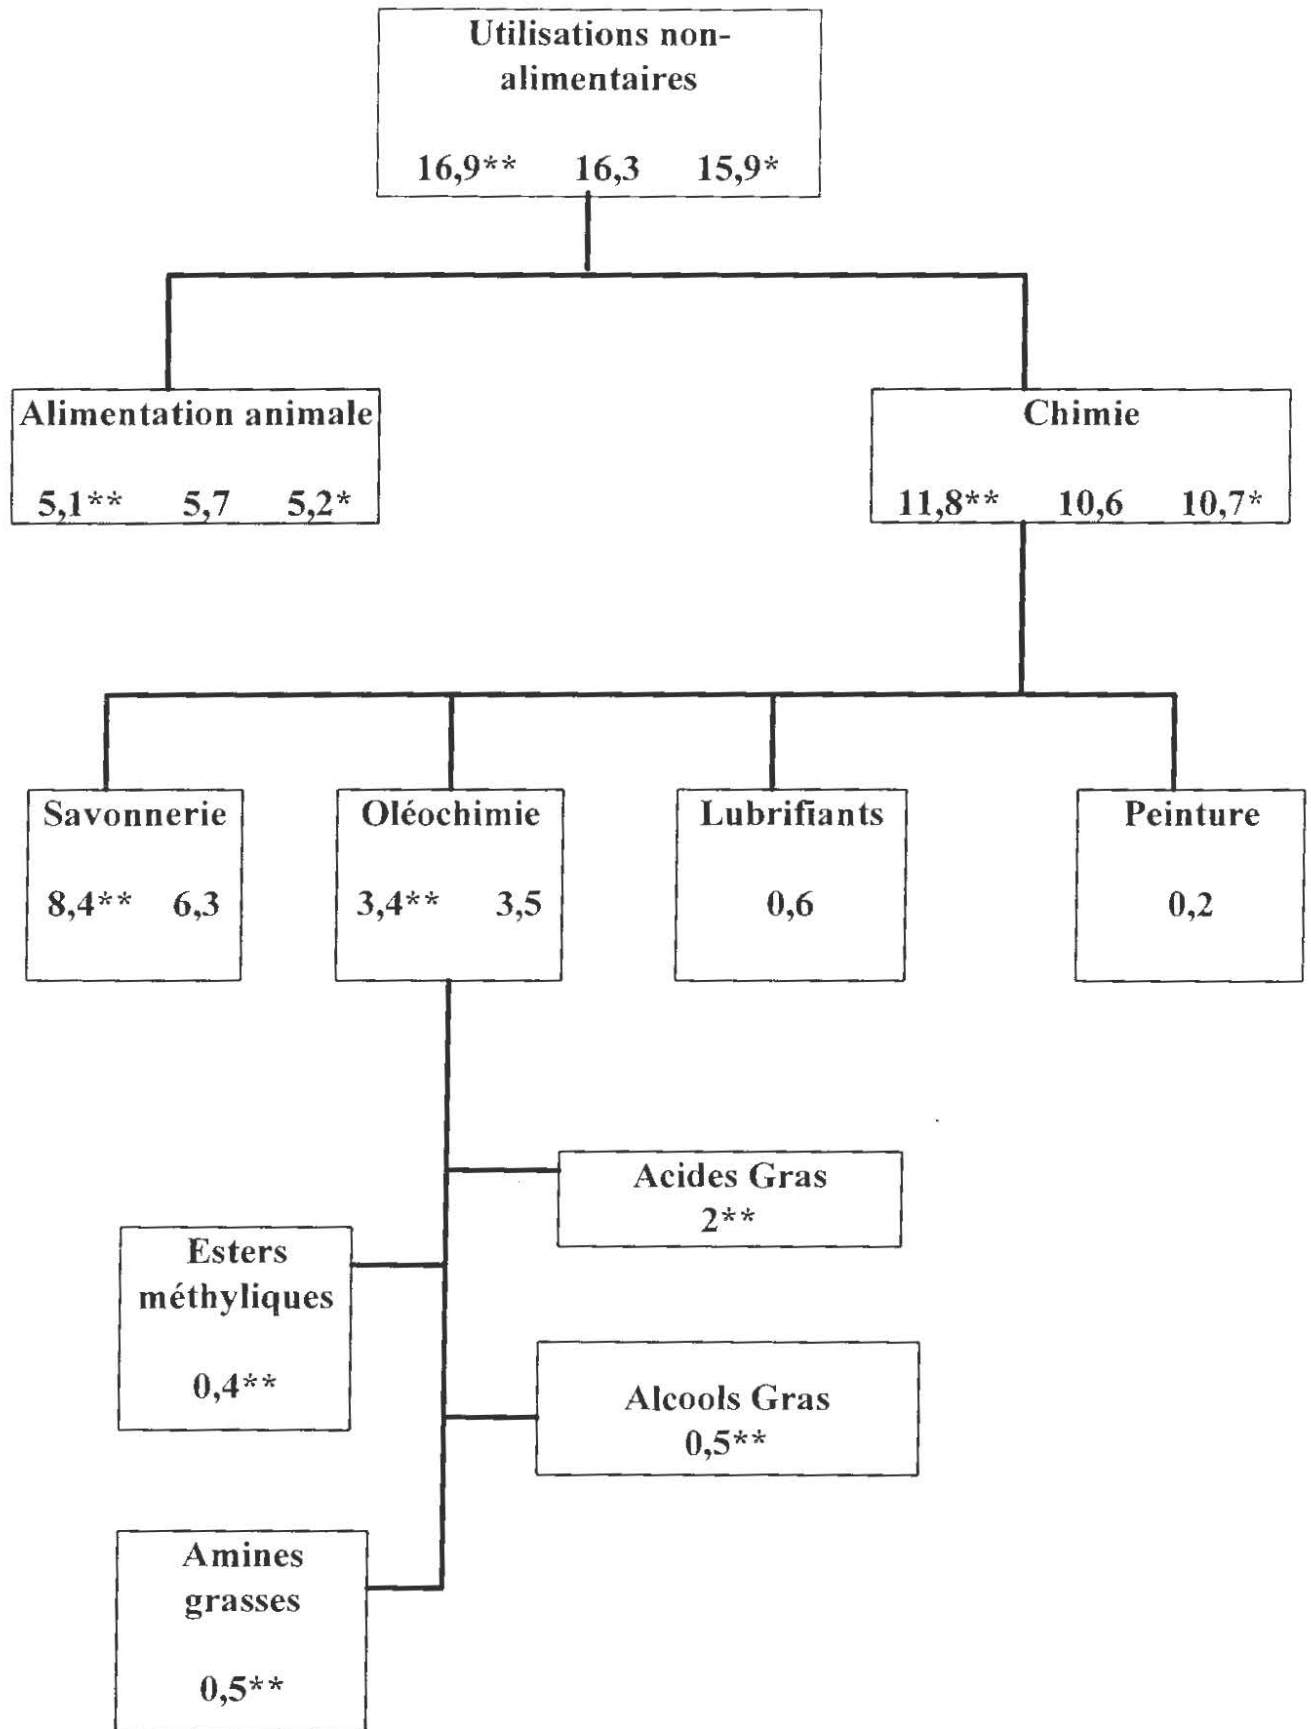 Utilisations non-
alimentaires
16,9** 16,3 15,9*
Alimentation animale
5,1** 5,7 5,2*
Chimie
11,8** 10,6 10,7*
Savonnerie
8,4** 6,3
Oléochimie
3,4** 3,5
Lubrifiants
0,6
Peinture
0,2
Acides Gras
2**
Esters
méthyliques
0,4**
Alcools Gras
0,5**
Amines
grasses
0,5**